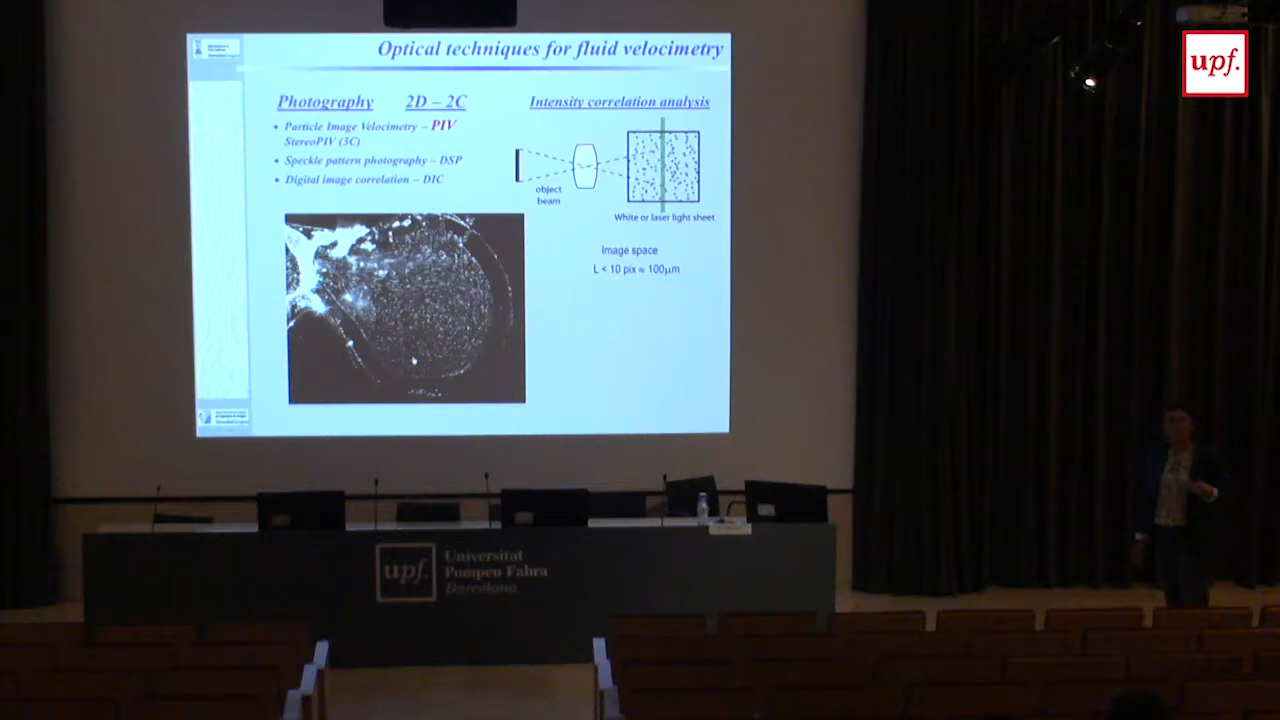 Optical techniques for fluid velocimetry
Photography 2D – 2C
• Particle Image Velocimetry – PIV
StereoPIV (3C)
• Speckle pattern photography – DSP
• Digital image correlation – DIC
Intensity correlation analysis
object
beam
White or laser light sheet
Image space
L < 10 pix ≈ 100μm
upf.
upf.
Universitat
Pompeu Fabra
Barcelona